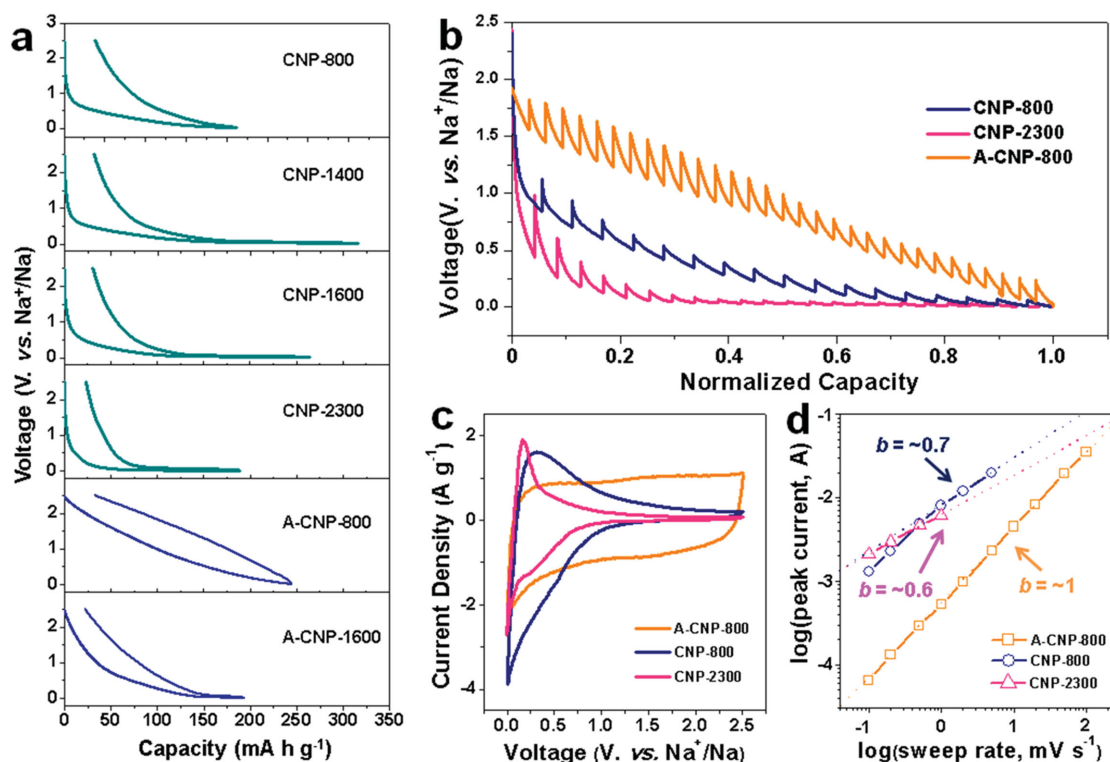 a
3
2
1
0
CNP-800
2
1
0
CNP-1400
2
1
0
CNP-1600
2
1
0
CNP-2300
2
1
0
A-CNP-800
2
1
0
A-CNP-1600
0 50 100 150 200 250 300 350
Voltage (V. vs. Na⁺/Na)
Capacity (mA h g⁻¹)
b
2.5
2.0
1.5
1.0
0.5
0.0
CNP-800
CNP-2300
A-CNP-800
0 0.2 0.4 0.6 0.8 1.0
Voltage(V. vs. Na⁺/Na)
Normalized Capacity
c
2
0
-2
-4
A-CNP-800
CNP-800
CNP-2300
0.0 0.5 1.0 1.5 2.0 2.5
Current Density (A g⁻¹)
Voltage (V. vs. Na⁺/Na)
d
-1
-2
-3
-4
b = ~0.7
b = ~0.6
b = ~1
A-CNP-800
CNP-800
CNP-2300
-1 0 1 2
log(peak current, A)
log(sweep rate, mV s⁻¹)